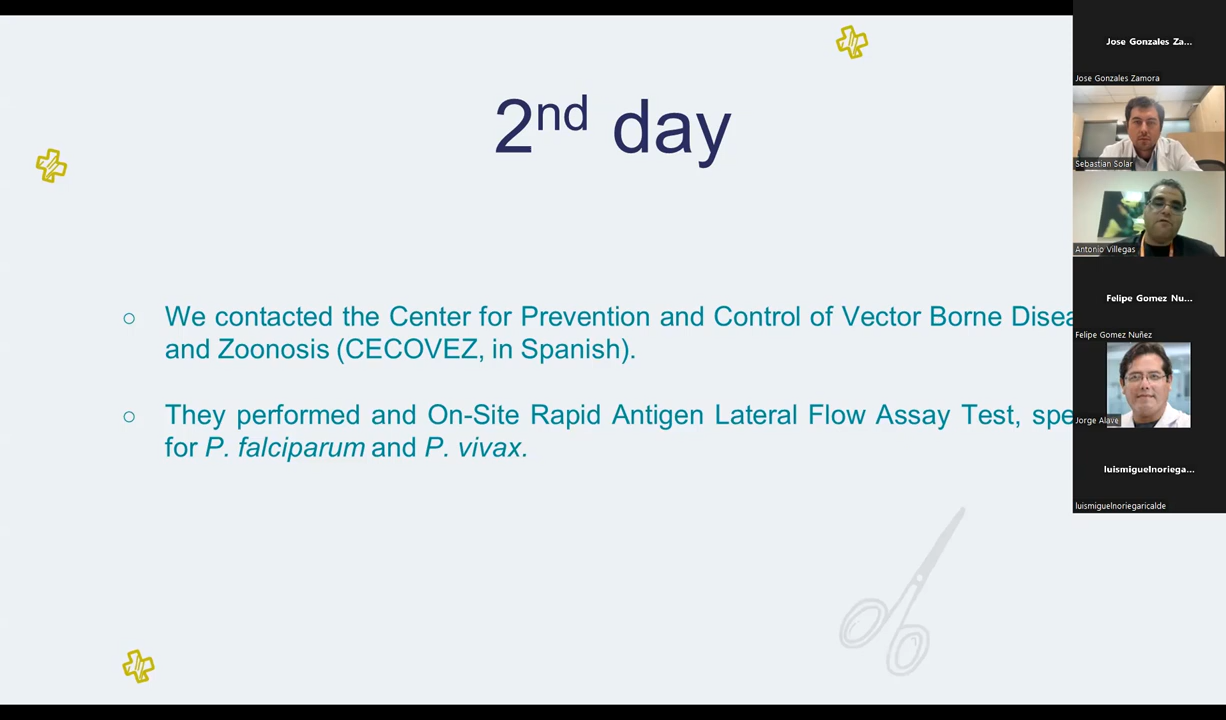 2nd day
○ We contacted the Center for Prevention and Control of Vector Borne
and Zoonosis (CECOVEZ, in Spanish).
○ They performed and On-Site Rapid Antigen Lateral Flow Assay Test,
for P. falciparum and P. vivax.
Jose Gonzales Za...
Jose Gonzales Zamora
Sebastian Solar
Antonio Villegas
Felipe Gomez Nu...
Felipe Gomez Nuñez
Jorge Alave
luismiguelnoriega...
luismiguelnoriegaricalde